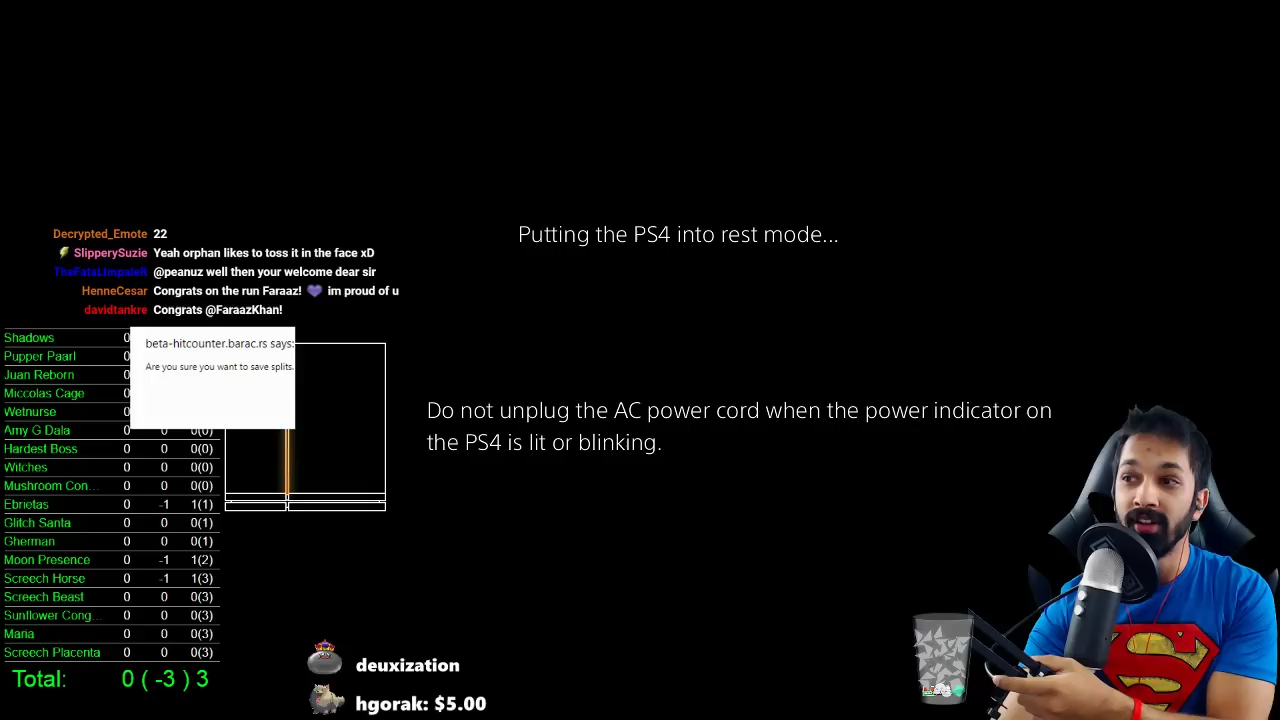 Putting the PS4 into rest mode...
Decrypted_Emote 22
SlipperySuzie Yeah orphan likes to toss it in the face xD
TheFataLImpaleR @peanuz well then your welcome dear sir
HenneCesar Congrats on the run Faraaz! im proud of u
davidtankre Congrats @FaraazKhan!
Do not unplug the AC power cord when the power indicator on
the PS4 is lit or blinking.
beta-hitcounter.barac.rs says:
Are you sure you want to save splits.
Shadows 0
Pupper Paarl 0
Juan Reborn 0
Miccolas Cage 0
Wetnurse 0
Amy G Dala 0 0 0(0)
Hardest Boss 0 0 0(0)
Witches 0 0 0(0)
Mushroom Con... 0 0 0(0)
Ebrietas 0 -1 1(1)
Glitch Santa 0 0 0(1)
Gherman 0 0 0(1)
Moon Presence 0 -1 1(2)
Screech Horse 0 -1 1(3)
Screech Beast 0 0 0(3)
Sunflower Cong... 0 0 0(3)
Maria 0 0 0(3)
Screech Placenta 0 0 0(3)
Total: 0 ( -3 ) 3
deuxization
hgorak: $5.00